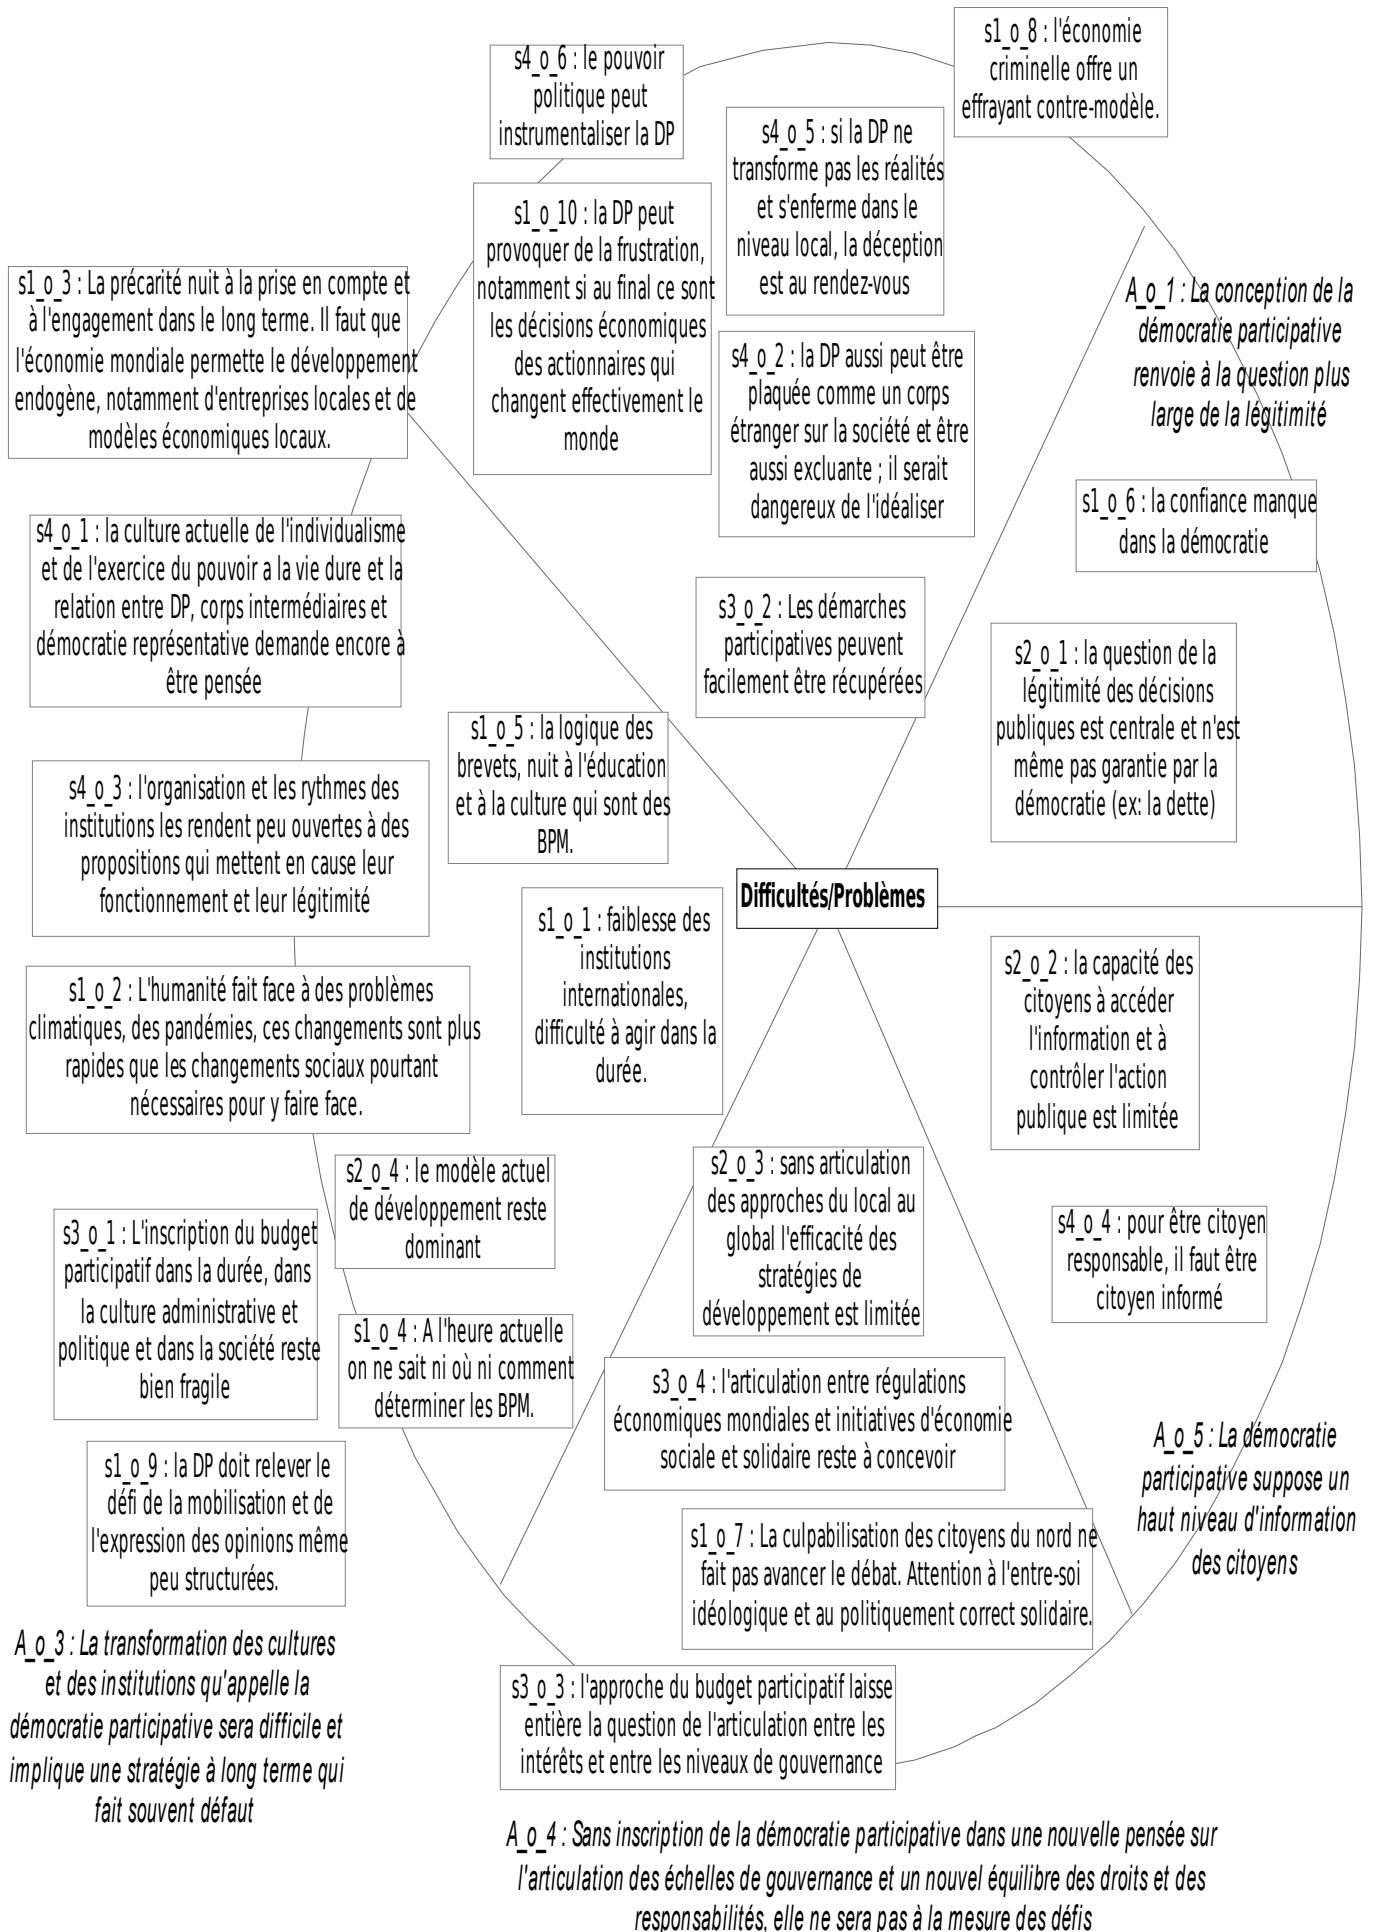 s1_o_8 : l'économie
criminelle offre un
effrayant contre-modèle.
s4_o_6 : le pouvoir
politique peut
instrumentaliser la DP
s4_o_5 : si la DP ne
transforme pas les réalités
et s'enferme dans le
niveau local, la déception
est au rendez-vous
s1_o_10 : la DP peut
provoquer de la frustration,
notamment si au final ce sont
les décisions économiques
des actionnaires qui
changent effectivement le
monde
s1_o_3 : La précarité nuit à la prise en compte et
à l'engagement dans le long terme. Il faut que
l'économie mondiale permette le développement
endogène, notamment d'entreprises locales et de
modèles économiques locaux.
A_o_1 : La conception de la
démocratie participative
renvoie à la question plus
large de la légitimité
s4_o_2 : la DP aussi peut être
plaquée comme un corps
étranger sur la société et être
aussi excluante ; il serait
dangereux de l'idéaliser
s1_o_6 : la confiance manque
dans la démocratie
s4_o_1 : la culture actuelle de l'individualisme
et de l'exercice du pouvoir a la vie dure et la
relation entre DP, corps intermédiaires et
démocratie représentative demande encore à
être pensée
s3_o_2 : Les démarches
participatives peuvent
facilement être récupérées
s2_o_1 : la question de la
légitimité des décisions
publiques est centrale et n'est
même pas garantie par la
démocratie (ex: la dette)
s1_o_5 : la logique des
brevets, nuit à l'éducation
et à la culture qui sont des
BPM.
s4_o_3 : l'organisation et les rythmes des
institutions les rendent peu ouvertes à des
propositions qui mettent en cause leur
fonctionnement et leur légitimité
Difficultés/Problèmes
s1_o_1 : faiblesse des
institutions
internationales,
difficulté à agir dans la
durée.
s2_o_2 : la capacité des
citoyens à accéder
l'information et à
contrôler l'action
publique est limitée
s1_o_2 : L'humanité fait face à des problèmes
climatiques, des pandémies, ces changements sont plus
rapides que les changements sociaux pourtant
nécessaires pour y faire face.
s2_o_4 : le modèle actuel
de développement reste
dominant
s2_o_3 : sans articulation
des approches du local au
global l'efficacité des
stratégies de
développement est limitée
s4_o_4 : pour être citoyen
responsable, il faut être
citoyen informé
s3_o_1 : L'inscription du budget
participatif dans la durée, dans
la culture administrative et
politique et dans la société reste
bien fragile
s1_o_4 : A l'heure actuelle
on ne sait ni où ni comment
déterminer les BPM.
s3_o_4 : l'articulation entre régulations
économiques mondiales et initiatives d'économie
sociale et solidaire reste à concevoir
A_o_5 : La démocratie
participative suppose un
haut niveau d'information
des citoyens
s1_o_9 : la DP doit relever le
défi de la mobilisation et de
l'expression des opinions même
peu structurées.
s1_o_7 : La culpabilisation des citoyens du nord ne
fait pas avancer le débat. Attention à l'entre-soi
idéologique et au politiquement correct solidaire.
A_o_3 : La transformation des cultures
et des institutions qu'appelle la
démocratie participative sera difficile et
implique une stratégie à long terme qui
fait souvent défaut
s3_o_3 : l'approche du budget participatif laisse
entière la question de l'articulation entre les
intérêts et entre les niveaux de gouvernance
A_o_4 : Sans inscription de la démocratie participative dans une nouvelle pensée sur
l'articulation des échelles de gouvernance et un nouvel équilibre des droits et des
responsabilités, elle ne sera pas à la mesure des défis